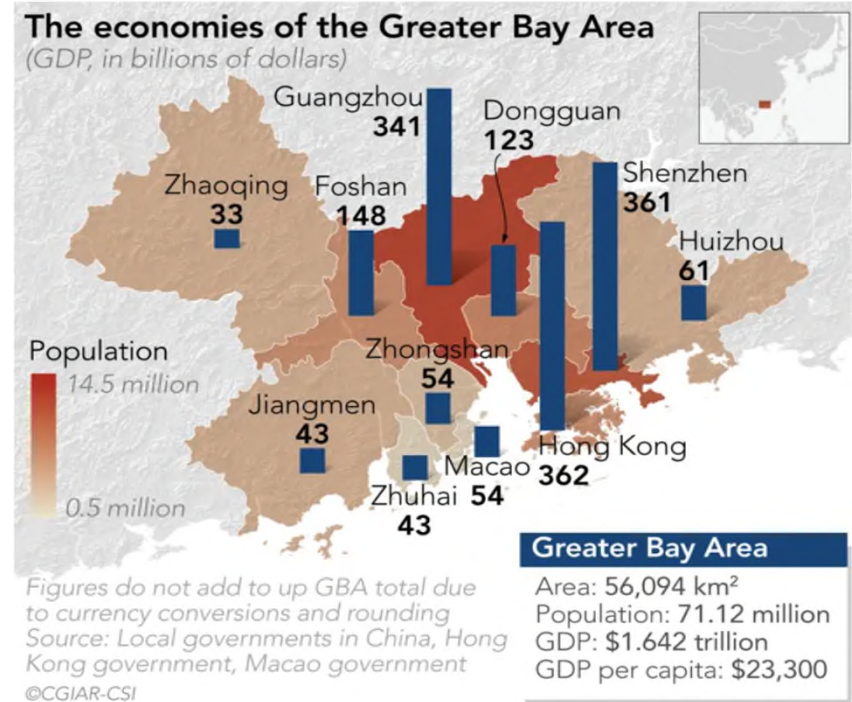 The economies of the Greater Bay Area
(GDP, in billions of dollars)
Guangzhou
341
Dongguan
123
Shenzhen
361
Zhaoqing
33
Foshan
148
Huizhou
61
Population
14.5 million
0.5 million
Zhongshan
54
Jiangmen
43
Hong Kong
362
Macao
54
Zhuhai
43
Greater Bay Area
Area: 56,094 km²
Population: 71.12 million
GDP: $1.642 trillion
GDP per capita: $23,300
Figures do not add to up GBA total due
to currency conversions and rounding
Source: Local governments in China, Hong
Kong government, Macao government
©CGIAR-CSI